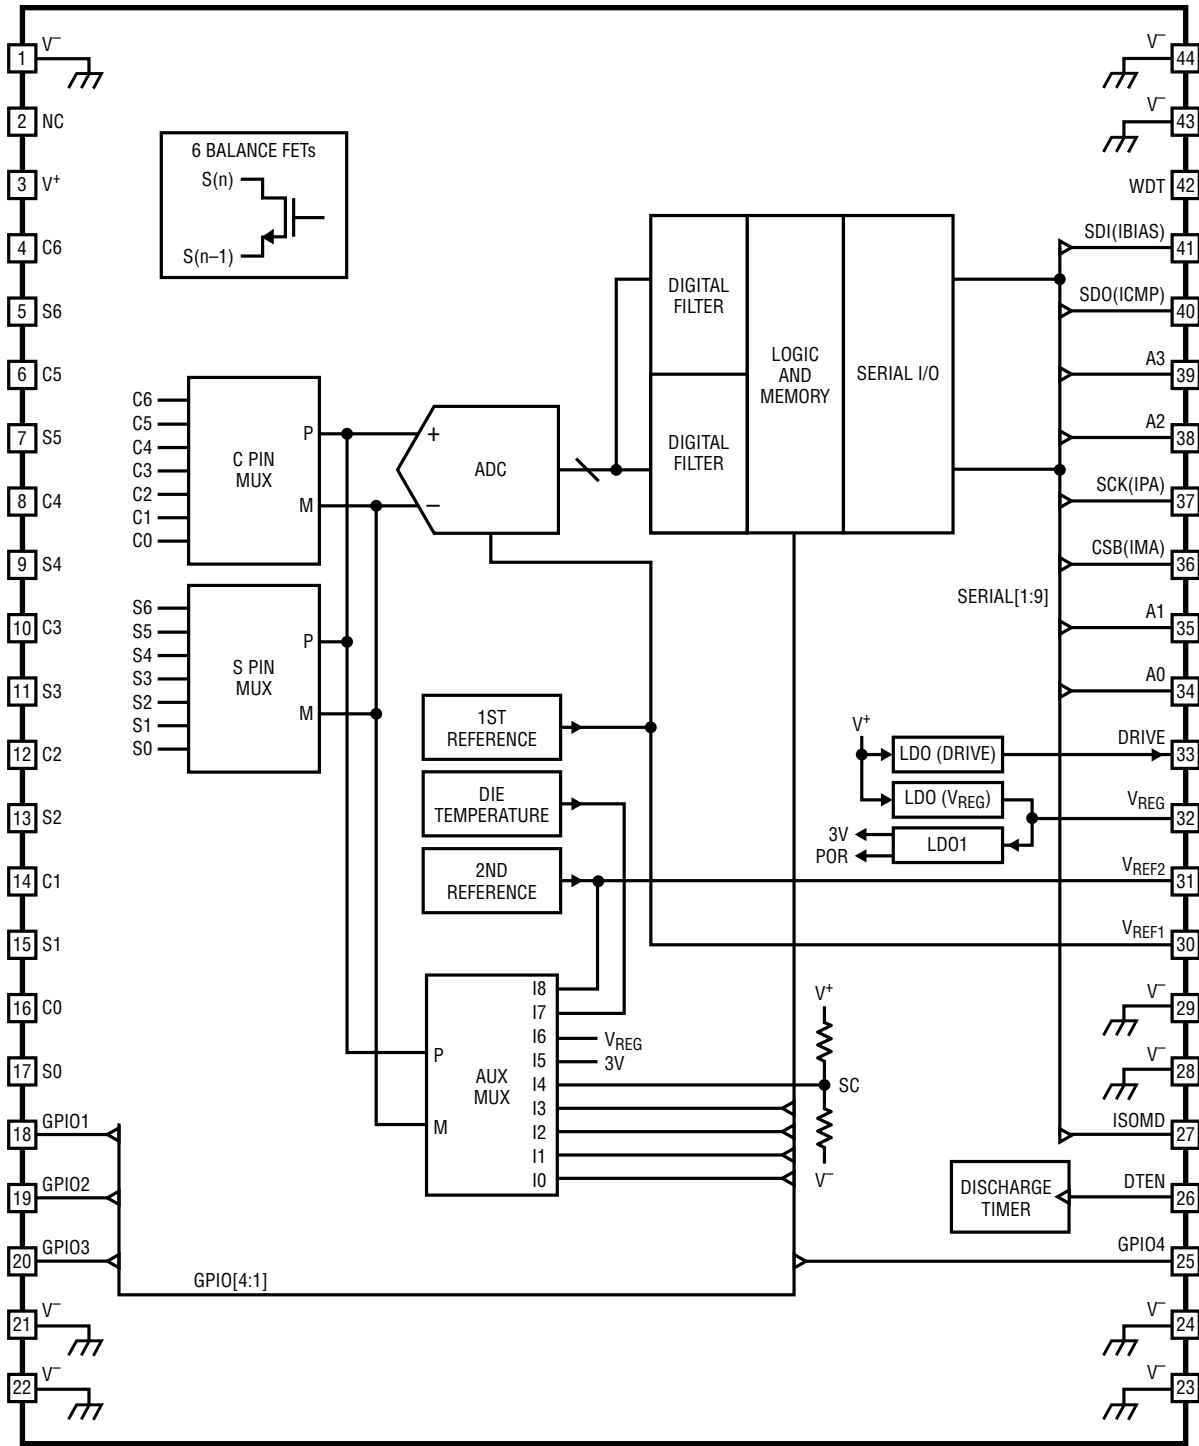 1 V–
2 NC
3 V+
4 C6
5 S6
6 C5
7 S5
8 C4
9 S4
10 C3
11 S3
12 C2
13 S2
14 C1
15 S1
16 C0
17 S0
18 GPIO1
19 GPIO2
20 GPIO3
21 V–
22 V–
6 BALANCE FETs
S(n)
S(n–1)
C6
C5
C4
C3
C2
C1
C0
C PIN
MUX
P
M
S6
S5
S4
S3
S2
S1
S0
S PIN
MUX
P
M
+
–
ADC
DIGITAL
FILTER
DIGITAL
FILTER
LOGIC
AND
MEMORY
SERIAL I/O
1ST
REFERENCE
DIE
TEMPERATURE
2ND
REFERENCE
P
M
AUX
MUX
I8
I7
I6
I5
I4
I3
I2
I1
I0
VREG
3V
V+
SC
V–
GPIO[4:1]
SERIAL[1:9]
V+
LDO (DRIVE)
LDO (VREG)
LDO1
3V
POR
DISCHARGE
TIMER
V– 44
V– 43
WDT 42
SDI(IBIAS) 41
SDO(ICMP) 40
A3 39
A2 38
SCK(IPA) 37
CSB(IMA) 36
A1 35
A0 34
DRIVE 33
VREG 32
VREF2 31
VREF1 30
V– 29
V– 28
ISOMD 27
DTEN 26
GPIO4 25
V– 24
V– 23